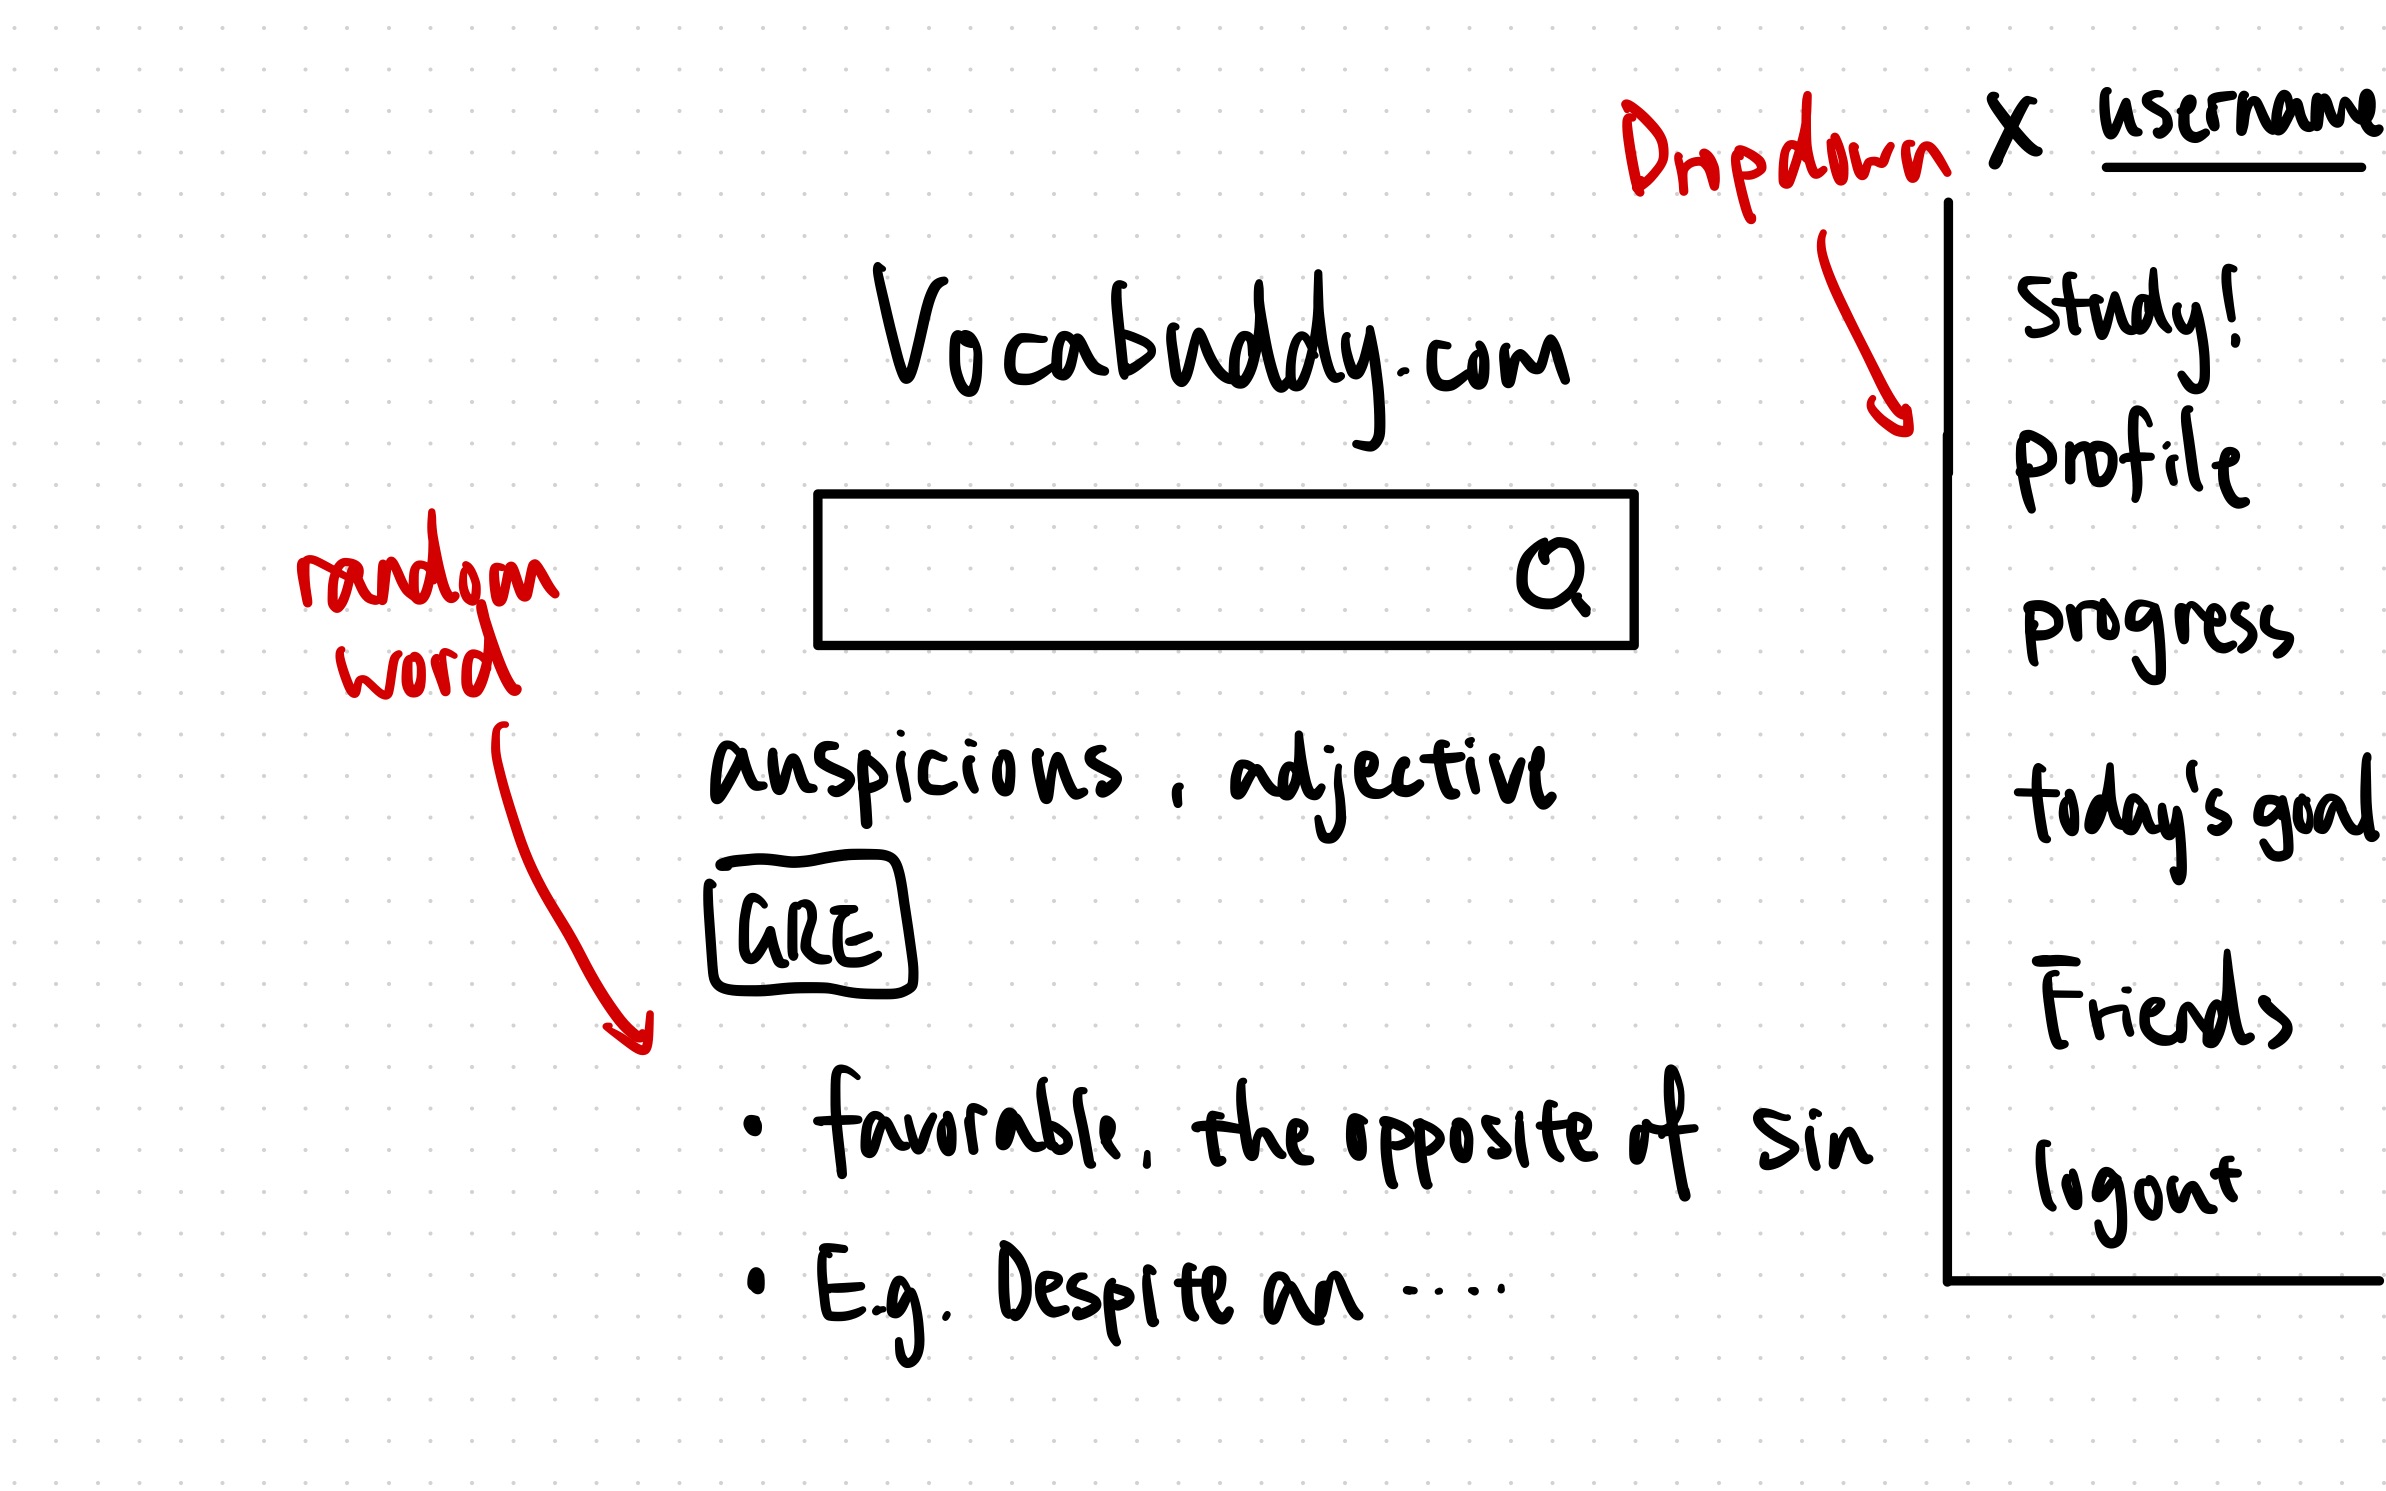 Dropdown X username
Vocabuddy.com
Study!
profile
random
word
progress
auspicious, adjective
today's goal
GRE
Friends
• favorable, the opposite of sin
logout
• E.g. Despite an .....